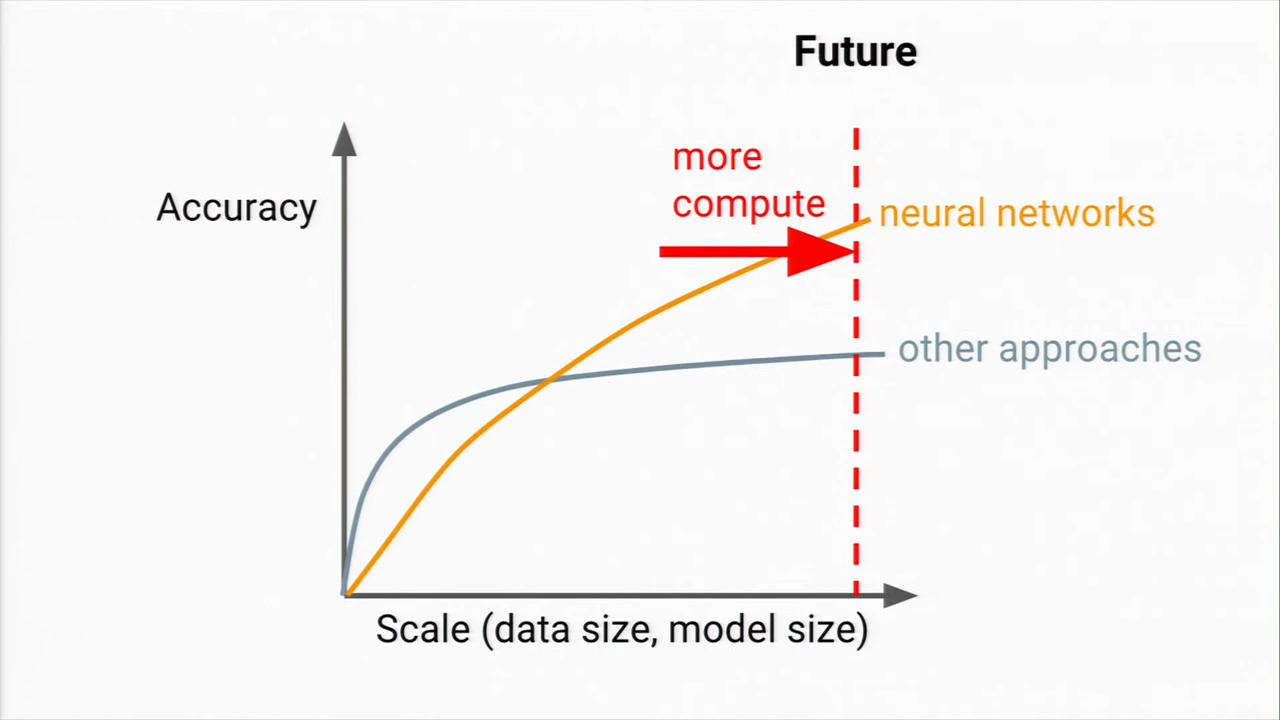 Future
more
compute
Accuracy
neural networks
other approaches
Scale (data size, model size)